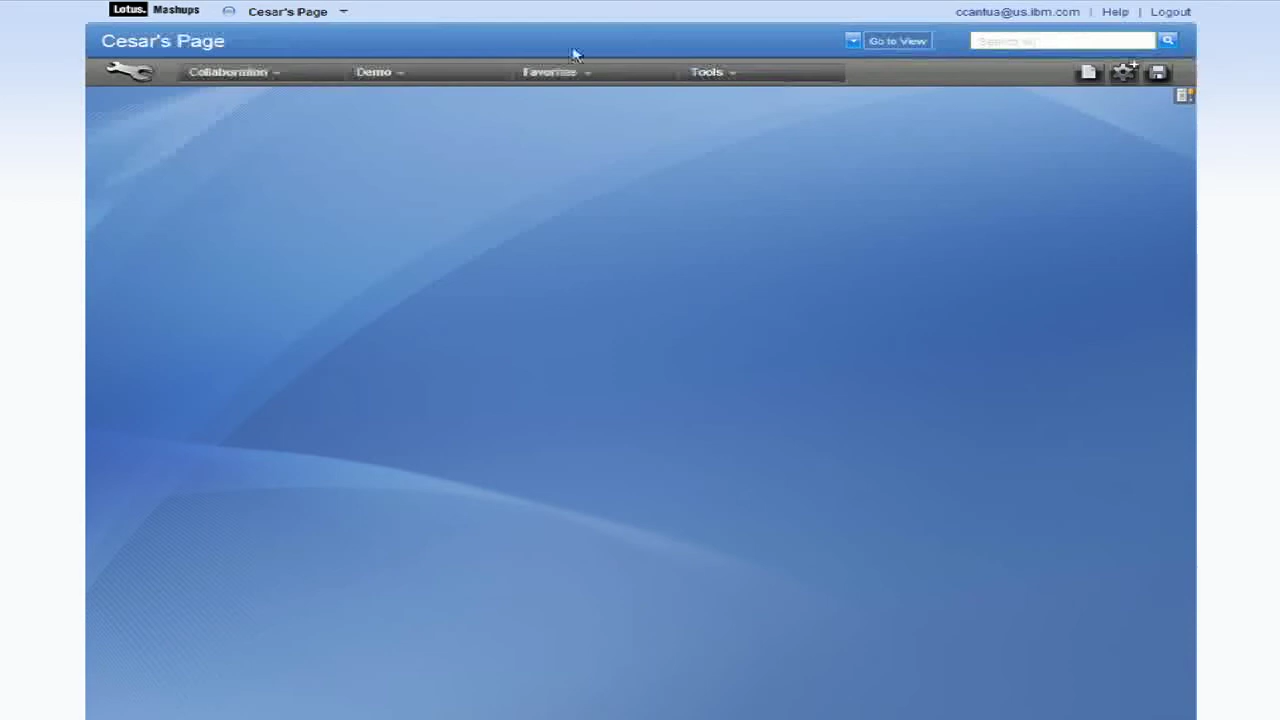 Lotus. Mashups Cesar's Page ccantua@us.ibm.com | Help | Logout
Cesar's Page Go to View
Collaboration Demo Favorites Tools